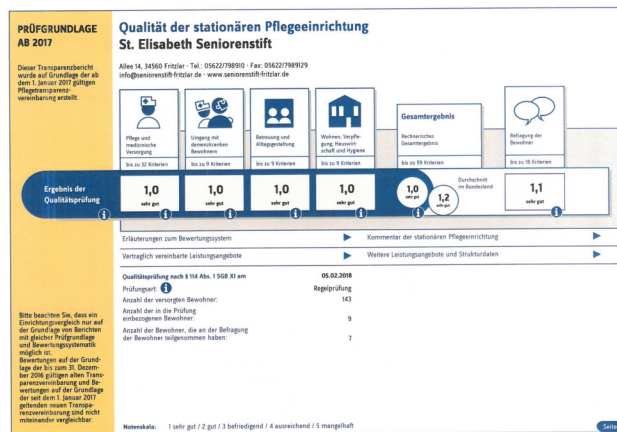 PRÜFGRUNDLAGE
AB 2017
Dieser Transparenzbericht
wurde auf Grundlage der ab
dem 1. Januar 2017 gültigen
Pflegetransparenz-
vereinbarung erstellt.
Qualität der stationären Pflegeeinrichtung
St. Elisabeth Seniorenstift
Allee 14, 34560 Fritzlar · Tel.: 05622/798910 · Fax: 05622/7989129
info@seniorenstift-fritzlar.de · www.seniorenstift-fritzlar.de
Pflege und
medizinische
Versorgung
bis zu 32 Kriterien
Umgang mit
demenzkranken
Bewohnern
bis zu 9 Kriterien
Betreuung und
Alltagsgestaltung
bis zu 9 Kriterien
Wohnen, Verpfle-
gung, Hauswirt-
schaft und Hygiene
bis zu 9 Kriterien
Gesamtergebnis
Rechnerisches
Gesamtergebnis
bis zu 59 Kriterien
Befragung der
Bewohner
bis zu 18 Kriterien
Ergebnis der
Qualitätsprüfung
1,0
sehr gut
1,0
sehr gut
1,0
sehr gut
1,0
sehr gut
1,0
sehr gut
1,2
sehr gut
Durchschnitt
im Bundesland
1,1
sehr gut
Erläuterungen zum Bewertungssystem
Kommentar der stationären Pflegeeinrichtung
Vertraglich vereinbarte Leistungsangebote
Weitere Leistungsangebote und Strukturdaten
Qualitätsprüfung nach § 114 Abs. 1 SGB XI am 05.02.2018
Prüfungsart: i Regelprüfung
Anzahl der versorgten Bewohner: 143
Anzahl der in die Prüfung
einbezogenen Bewohner: 9
Anzahl der Bewohner, die an der Befragung
der Bewohner teilgenommen haben: 7
Bitte beachten Sie, dass ein
Einrichtungsvergleich nur auf
der Grundlage von Berichten
mit gleicher Prüfgrundlage
und Bewertungssystematik
möglich ist.
Bewertungen auf der Grund-
lage der bis zum 31. Dezem-
ber 2016 gültigen alten Trans-
parenzvereinbarung und Be-
wertungen auf der Grundlage
der seit dem 1. Januar 2017
geltenden neuen Transpa-
renzvereinbarung sind nicht
miteinander vergleichbar.
Notenskala: 1 sehr gut / 2 gut / 3 befriedigend / 4 ausreichend / 5 mangelhaft
Seite